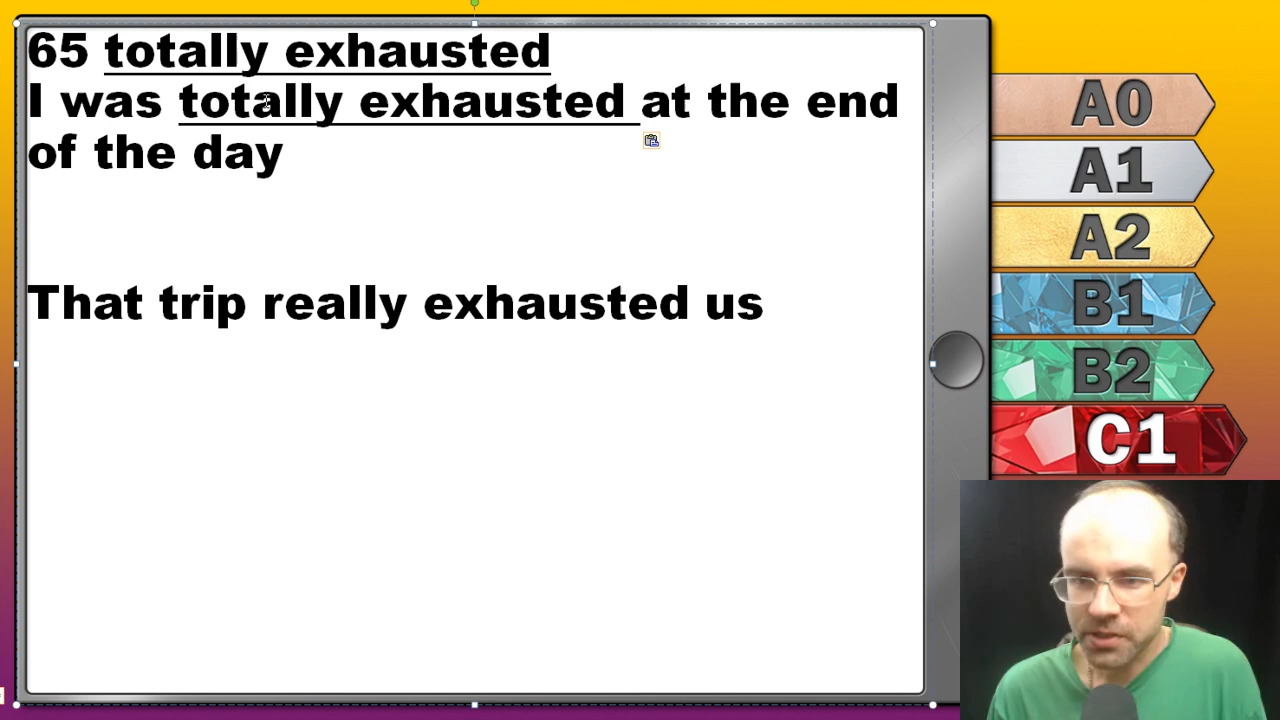 65 totally exhausted
I was totally exhausted at the end
of the day
That trip really exhausted us
A0
A1
A2
B1
B2
C1